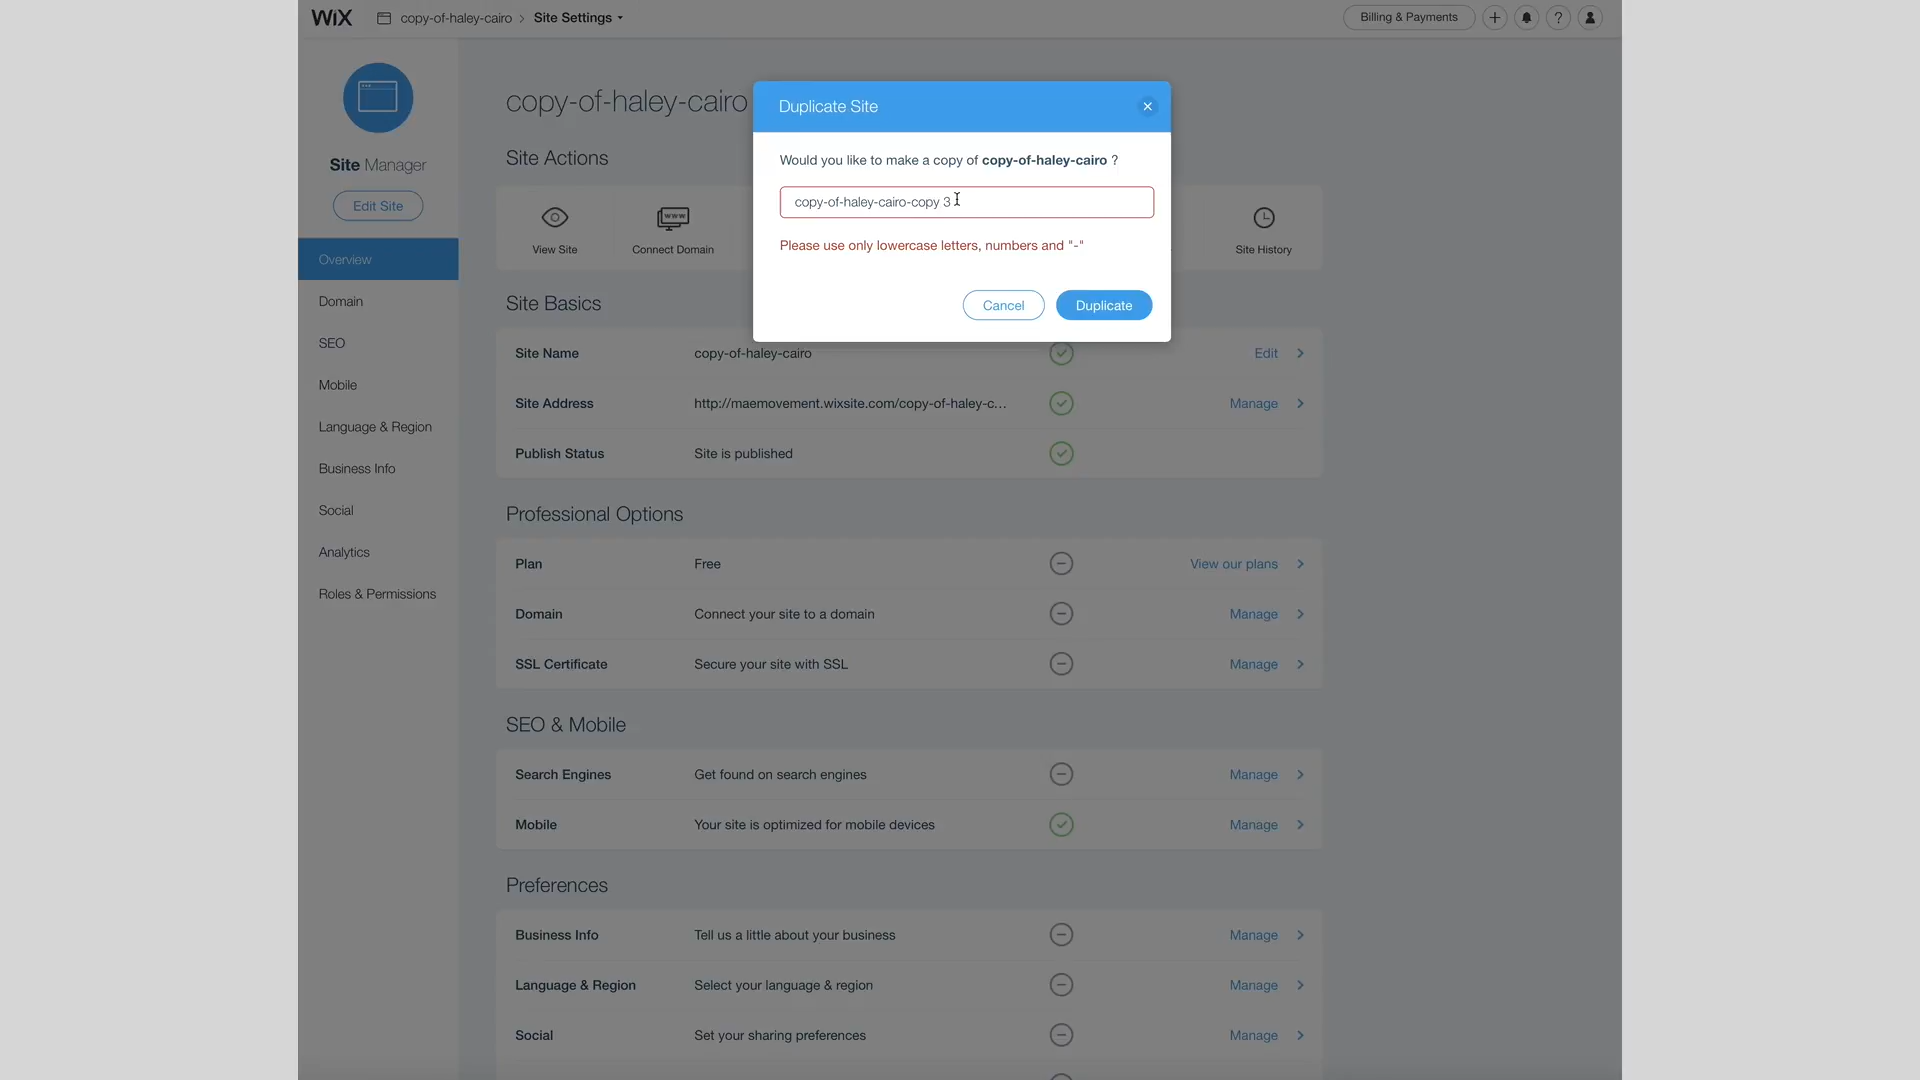 WiX copy-of-haley-cairo > Site Settings Billing & Payments + ?
Site Manager
Edit Site
Overview
Domain
SEO
Mobile
Language & Region
Business Info
Social
Analytics
Roles & Permissions
copy-of-haley-cairo
Site Actions
View Site
Connect Domain
www
Site History
Duplicate Site
Would you like to make a copy of copy-of-haley-cairo ?
copy-of-haley-cairo-copy 3
Please use only lowercase letters, numbers and "-"
Cancel Duplicate
Site Basics
Site Name copy-of-haley-cairo Edit
Site Address http://maemovement.wixsite.com/copy-of-haley-c... Manage
Publish Status Site is published
Professional Options
Plan Free View our plans
Domain Connect your site to a domain Manage
SSL Certificate Secure your site with SSL Manage
SEO & Mobile
Search Engines Get found on search engines Manage
Mobile Your site is optimized for mobile devices Manage
Preferences
Business Info Tell us a little about your business Manage
Language & Region Select your language & region Manage
Social Set your sharing preferences Manage